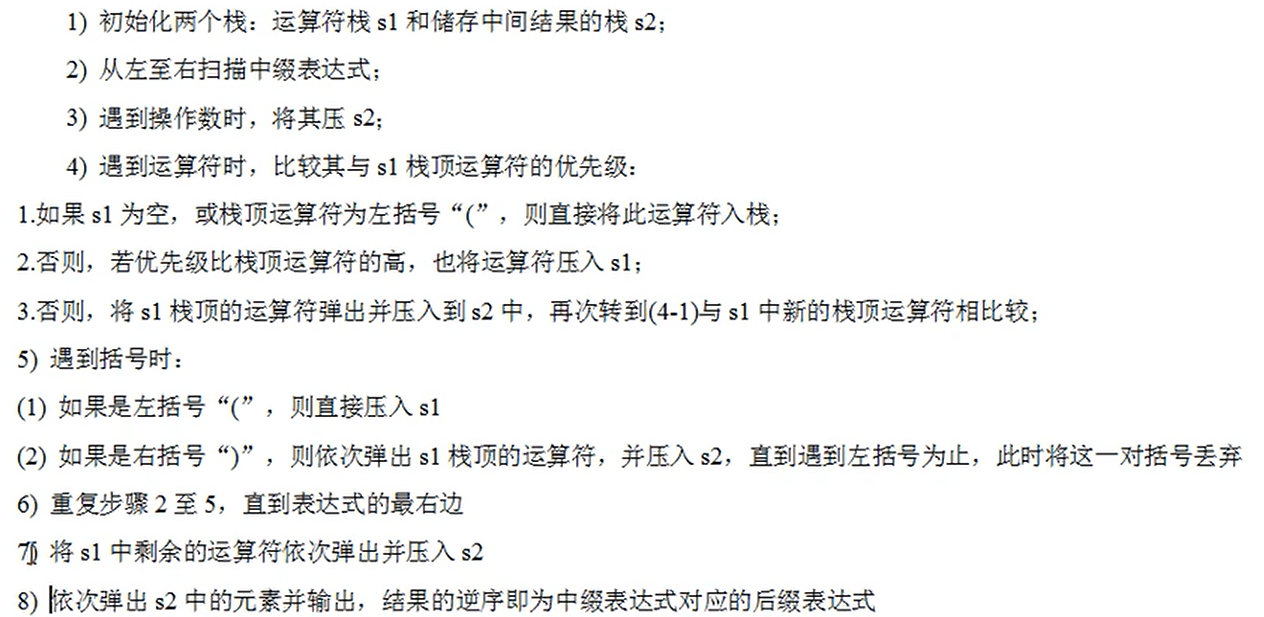 1) 初始化两个栈：运算符栈 s1 和储存中间结果的栈 s2；
2) 从左至右扫描中缀表达式；
3) 遇到操作数时，将其压 s2；
4) 遇到运算符时，比较其与 s1 栈顶运算符的优先级：
1.如果 s1 为空，或栈顶运算符为左括号“(”，则直接将此运算符入栈；
2.否则，若优先级比栈顶运算符的高，也将运算符压入 s1；
3.否则，将 s1 栈顶的运算符弹出并压入到 s2 中，再次转到(4-1)与 s1 中新的栈顶运算符相比较；
5) 遇到括号时：
(1) 如果是左括号“(”，则直接压入 s1
(2) 如果是右括号“)”，则依次弹出 s1 栈顶的运算符，并压入 s2，直到遇到左括号为止，此时将这一对括号丢弃
6) 重复步骤 2 至 5，直到表达式的最右边
7) 将 s1 中剩余的运算符依次弹出并压入 s2
8) 依次弹出 s2 中的元素并输出，结果的逆序即为中缀表达式对应的后缀表达式